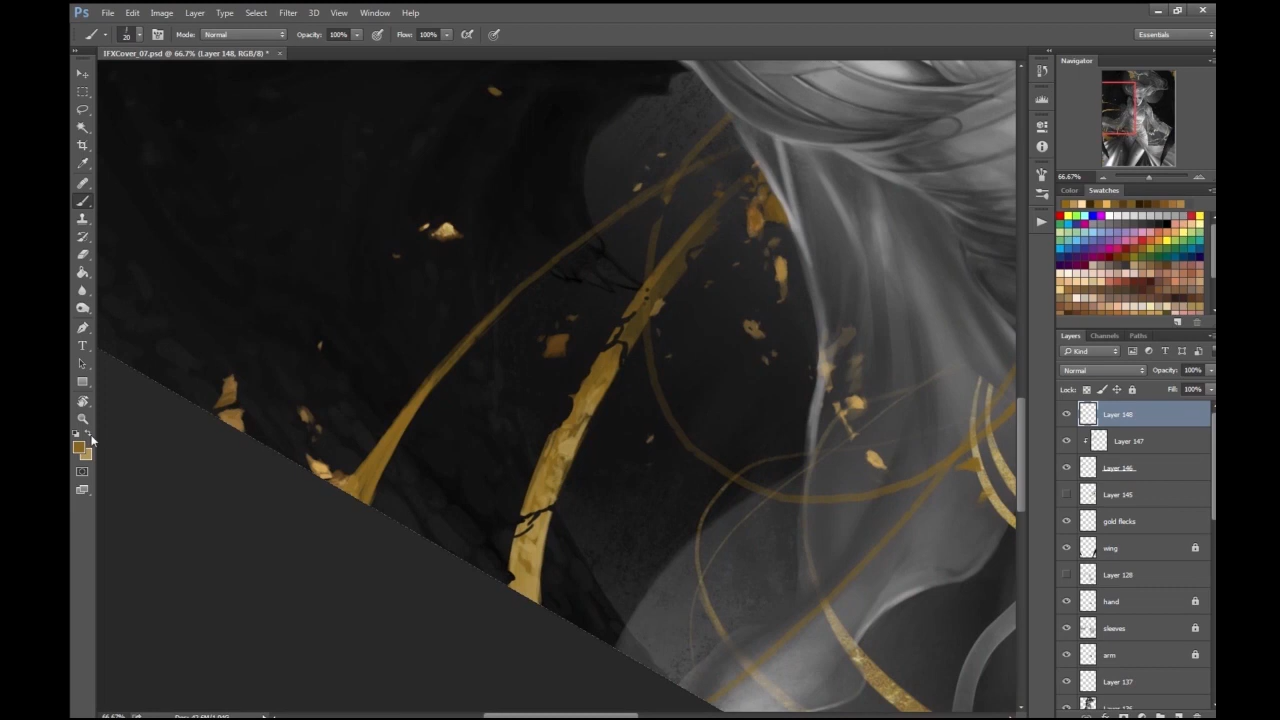 Ps File Edit Image Layer Type Select Filter 3D View Window Help
20 Mode: Normal Opacity: 100% Flow: 100% Essentials
IFXCover_07.psd @ 66.7% (Layer 148, RGB/8) * ×
Navigator
66.67%
Color Swatches
Layers Channels Paths
Kind
Normal Opacity: 100%
Lock: Fill: 100%
Layer 148
Layer 147
Layer 146
Layer 145
gold flecks
wing
Layer 128
hand
sleeves
arm
Layer 137
66.67%